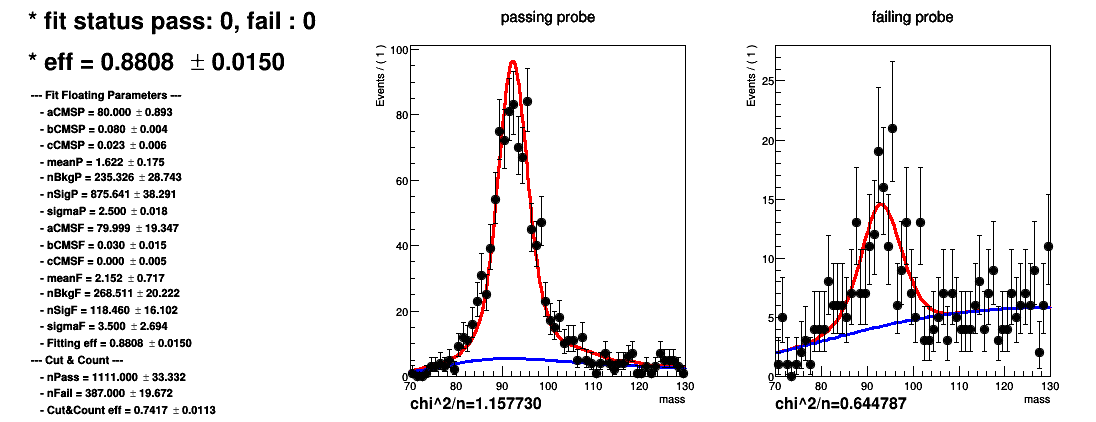 * fit status pass: 0, fail : 0
* eff = 0.8808 ± 0.0150
--- Fit Floating Parameters ---
- aCMSP = 80.000 ± 0.893
- bCMSP = 0.080 ± 0.004
- cCMSP = 0.023 ± 0.006
- meanP = 1.622 ± 0.175
- nBkgP = 235.326 ± 28.743
- nSigP = 875.641 ± 38.291
- sigmaP = 2.500 ± 0.018
- aCMSF = 79.999 ± 19.347
- bCMSF = 0.030 ± 0.015
- cCMSF = 0.000 ± 0.005
- meanF = 2.152 ± 0.717
- nBkgF = 268.511 ± 20.222
- nSigF = 118.460 ± 16.102
- sigmaF = 3.500 ± 2.694
- Fitting eff = 0.8808 ± 0.0150
--- Cut & Count ---
- nPass = 1111.000 ± 33.332
- nFail = 387.000 ± 19.672
- Cut&Count eff = 0.7417 ± 0.0113
passing probe
Events / ( 1 )
100
80
60
40
20
0
70 80 90 100 110 120 130
mass
chi^2/n=1.157730
failing probe
Events / ( 1 )
25
20
15
10
5
0
70 80 90 100 110 120 130
mass
chi^2/n=0.644787